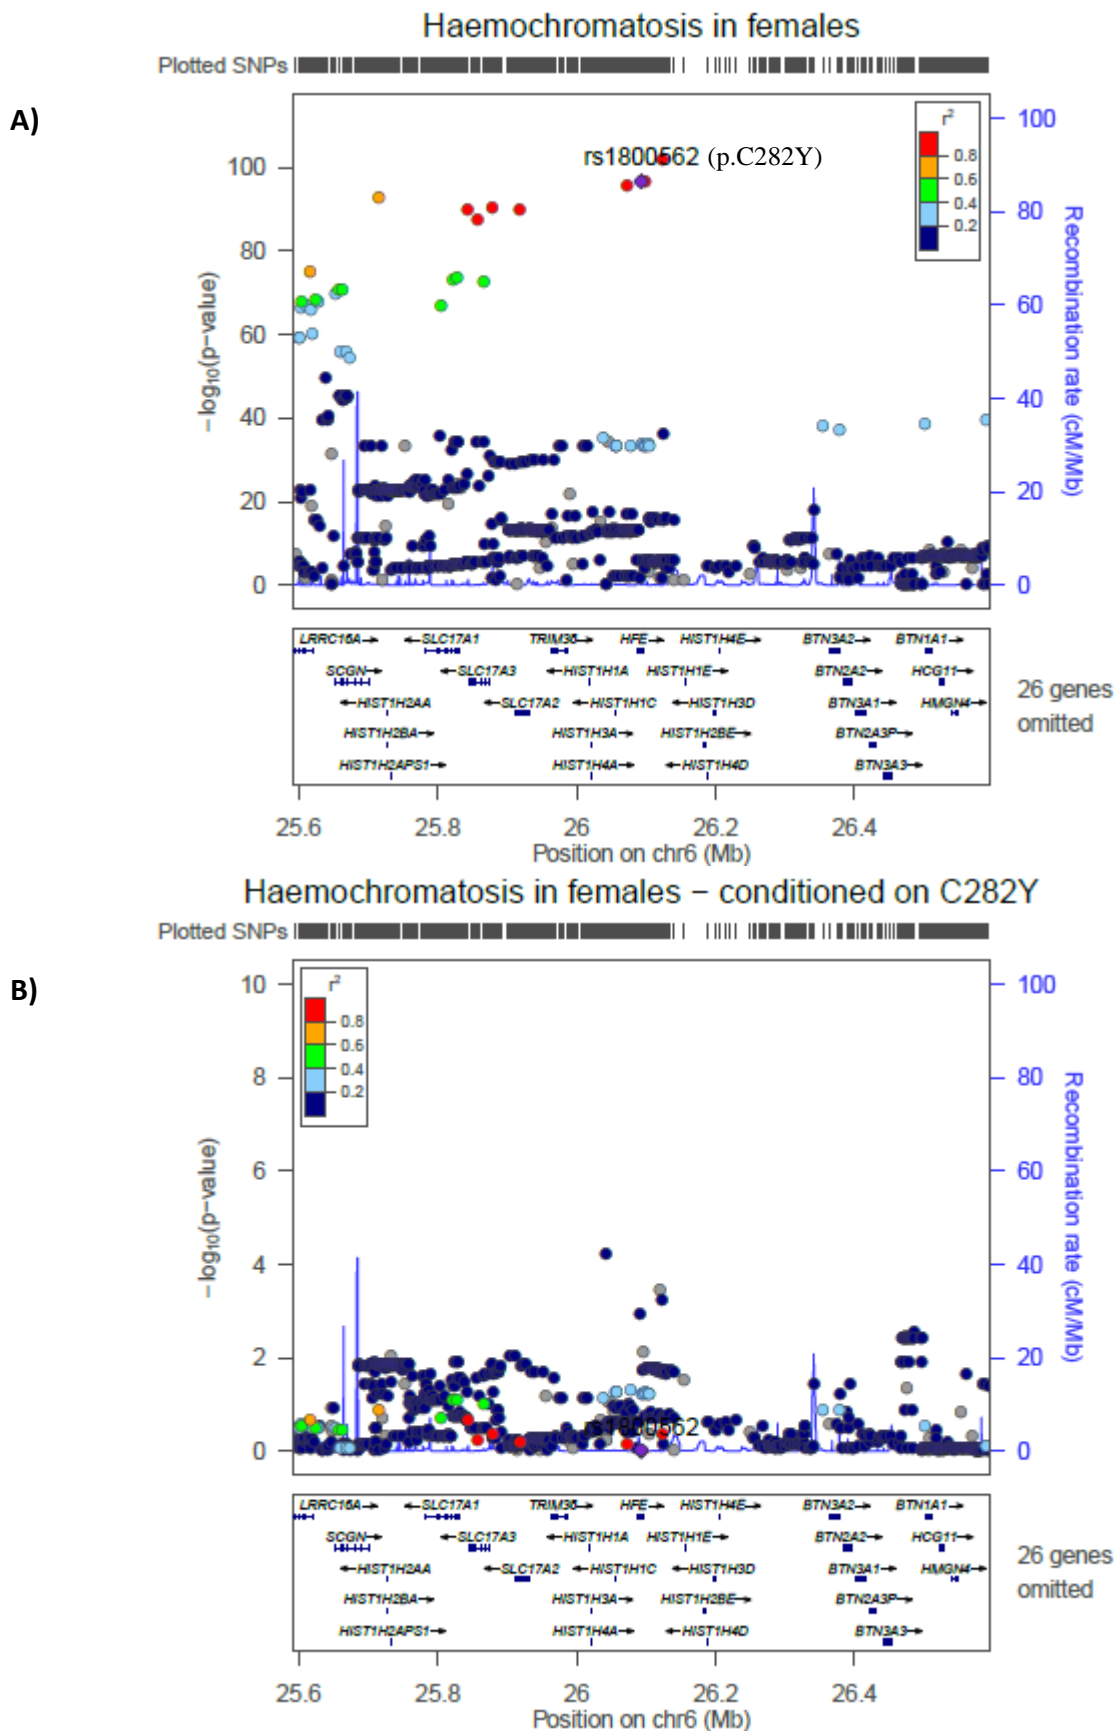 Haemochromatosis in females
Plotted SNPs
A)
100
80
60
40
20
0
−log10(p−value)
rs1800562 (p.C282Y)
r²
0.8
0.6
0.4
0.2
100
80
60
40
20
0
Recombination rate (cM/Mb)
LRRC16A SLC17A1 TRIM38 HFE HIST1H4E BTN3A2 BTN1A1
SCGN SLC17A3 HIST1H1A HIST1H1E BTN2A2 HCG11
HIST1H2AA SLC17A2 HIST1H1C HIST1H3D BTN3A1 HMGN4
HIST1H2BA HIST1H3A HIST1H2BE BTN2A3P
HIST1H2APS1 HIST1H4A HIST1H4D BTN3A3
26 genes
omitted
25.6 25.8 26 26.2 26.4
Position on chr6 (Mb)
Haemochromatosis in females − conditioned on C282Y
Plotted SNPs
B)
10
8
6
4
2
0
−log10(p−value)
r²
0.8
0.6
0.4
0.2
rs1800562
100
80
60
40
20
0
Recombination rate (cM/Mb)
LRRC16A SLC17A1 TRIM38 HFE HIST1H4E BTN3A2 BTN1A1
SCGN SLC17A3 HIST1H1A HIST1H1E BTN2A2 HCG11
HIST1H2AA SLC17A2 HIST1H1C HIST1H3D BTN3A1 HMGN4
HIST1H2BA HIST1H3A HIST1H2BE BTN2A3P
HIST1H2APS1 HIST1H4A HIST1H4D BTN3A3
26 genes
omitted
25.6 25.8 26 26.2 26.4
Position on chr6 (Mb)